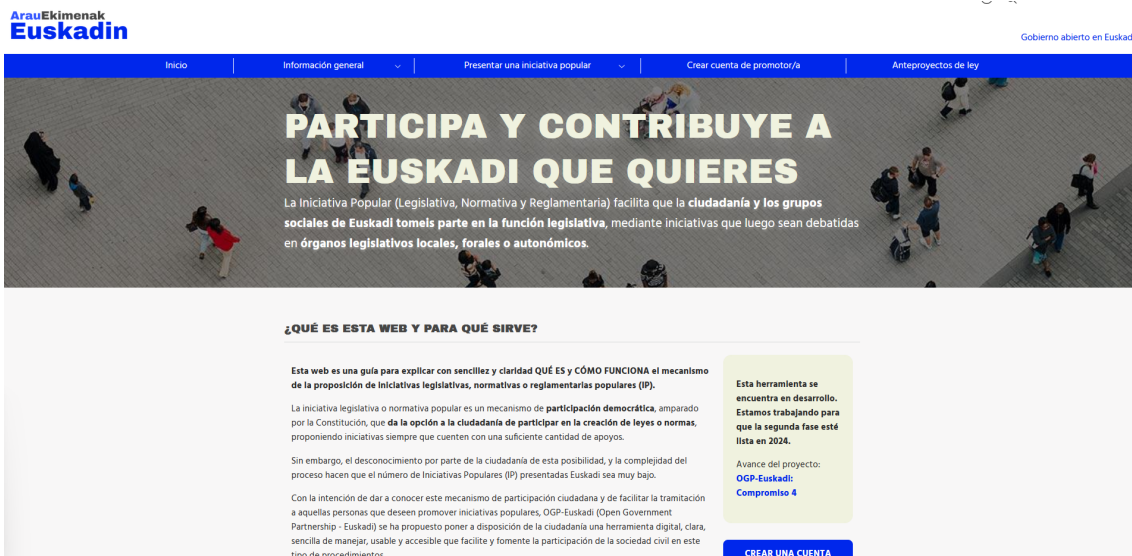 ArauEkimenak
Euskadin
Gobierno abierto en Euskad
Inicio
Información general
Presentar una iniciativa popular
Crear cuenta de promotor/a
Anteproyectos de ley
PARTICIPA Y CONTRIBUYE A
LA EUSKADI QUE QUIERES
La Iniciativa Popular (Legislativa, Normativa y Reglamentaria) facilita que la ciudadanía y los grupos
sociales de Euskadi tomeis parte en la función legislativa, mediante iniciativas que luego sean debatidas
en órganos legislativos locales, forales o autonómicos.
¿QUÉ ES ESTA WEB Y PARA QUÉ SIRVE?
Esta web es una guía para explicar con sencillez y claridad QUÉ ES y CÓMO FUNCIONA el mecanismo
de la proposición de iniciativas legislativas, normativas o reglamentarias populares (IP).
La iniciativa legislativa o normativa popular es un mecanismo de participación democrática, amparado
por la Constitución, que da la opción a la ciudadanía de participar en la creación de leyes o normas,
proponiendo iniciativas siempre que cuenten con una suficiente cantidad de apoyos.
Sin embargo, el desconocimiento por parte de la ciudadanía de esta posibilidad, y la complejidad del
proceso hacen que el número de Iniciativas Populares (IP) presentadas Euskadi sea muy bajo.
Con la intención de dar a conocer este mecanismo de participación ciudadana y de facilitar la tramitación
a aquellas personas que deseen promover iniciativas populares, OGP-Euskadi (Open Government
Partnership - Euskadi) se ha propuesto poner a disposición de la ciudadanía una herramienta digital, clara,
sencilla de manejar, usable y accesible que facilite y fomente la participación de la sociedad civil en este
tipo de procedimientos
Esta herramienta se
encuentra en desarrollo.
Estamos trabajando para
que la segunda fase esté
lista en 2024.
Avance del proyecto:
OGP-Euskadi:
Compromiso 4
CREAR UNA CUENTA